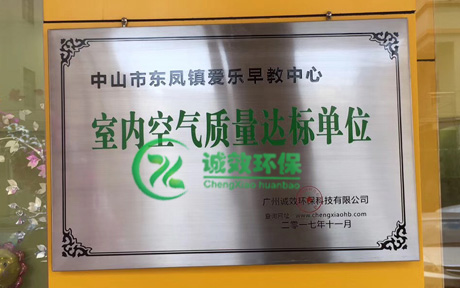 中山市东凤镇爱乐早教中心
室内空气质量达标单位
诚效环保
Chengxiao huanbao
广州诚效环保科技有限公司
www.chengxiaohb.com
二零一七年十一月